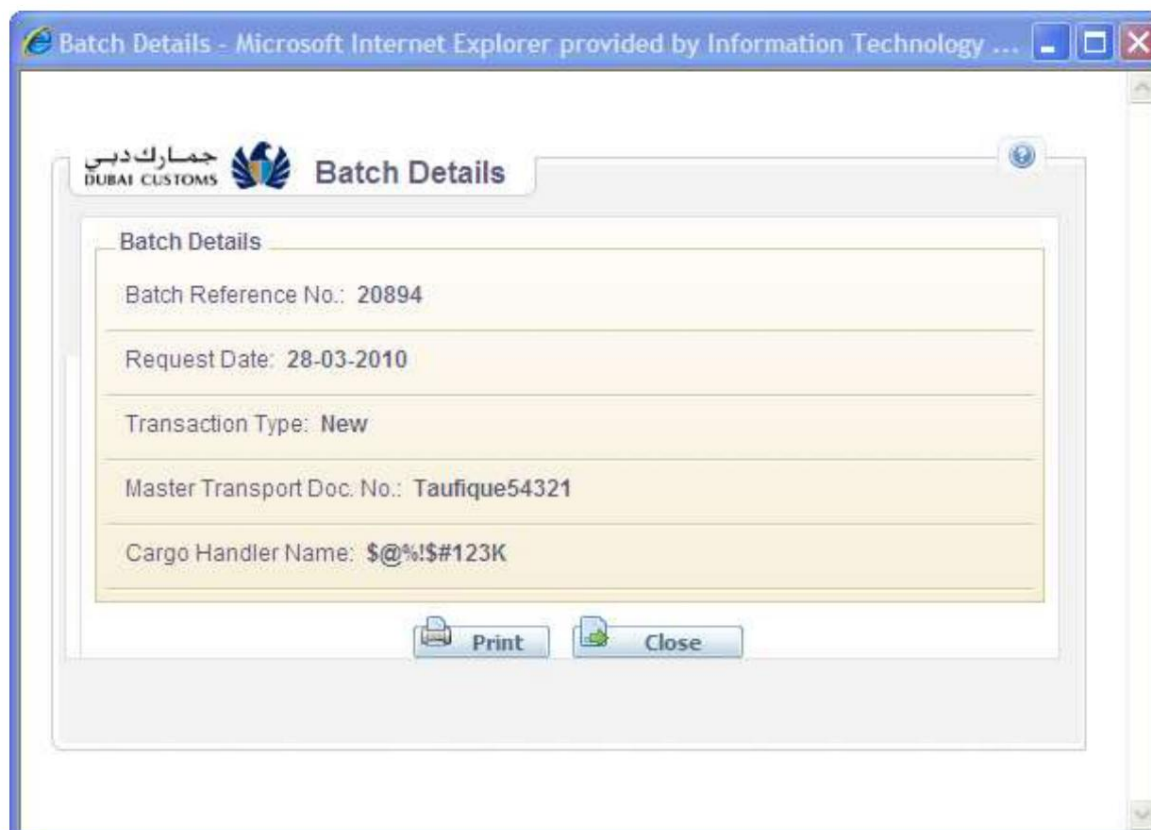 Batch Details - Microsoft Internet Explorer provided by Information Technology ...
جمارك دبي
DUBAI CUSTOMS
Batch Details
Batch Details
Batch Reference No.: 20894
Request Date: 28-03-2010
Transaction Type: New
Master Transport Doc. No.: Taufique54321
Cargo Handler Name: $@%!$#123K
Print Close